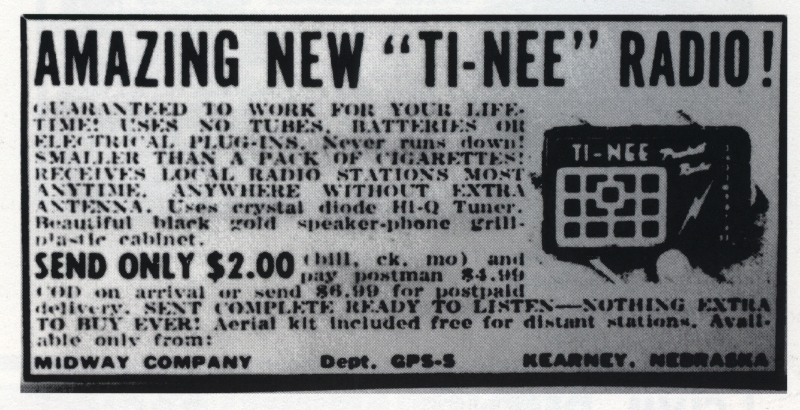 AMAZING NEW "TI-NEE" RADIO!
GUARANTEED TO WORK FOR YOUR LIFE-
TIME! USES NO TUBES, BATTERIES OR
ELECTRICAL PLUG-INS. Never runs down!
SMALLER THAN A PACK OF CIGARETTES!
RECEIVES LOCAL RADIO STATIONS MOST
ANYTIME, ANYWHERE WITHOUT EXTRA
ANTENNA. Uses crystal diode Hi-Q Tuner.
Beautiful black gold speaker-phone grill-
plastic cabinet.
TI-NEE Pocket
Radio
SEND ONLY $2.00 (bill, ck, mo) and
pay postman $4.99
COD on arrival or send $6.99 for postpaid
delivery. SENT COMPLETE READY TO LISTEN—NOTHING EXTRA
TO BUY EVER! Aerial kit included free for distant stations. Avail-
able only from:
MIDWAY COMPANY Dept. GPS-5 KEARNEY, NEBRASKA